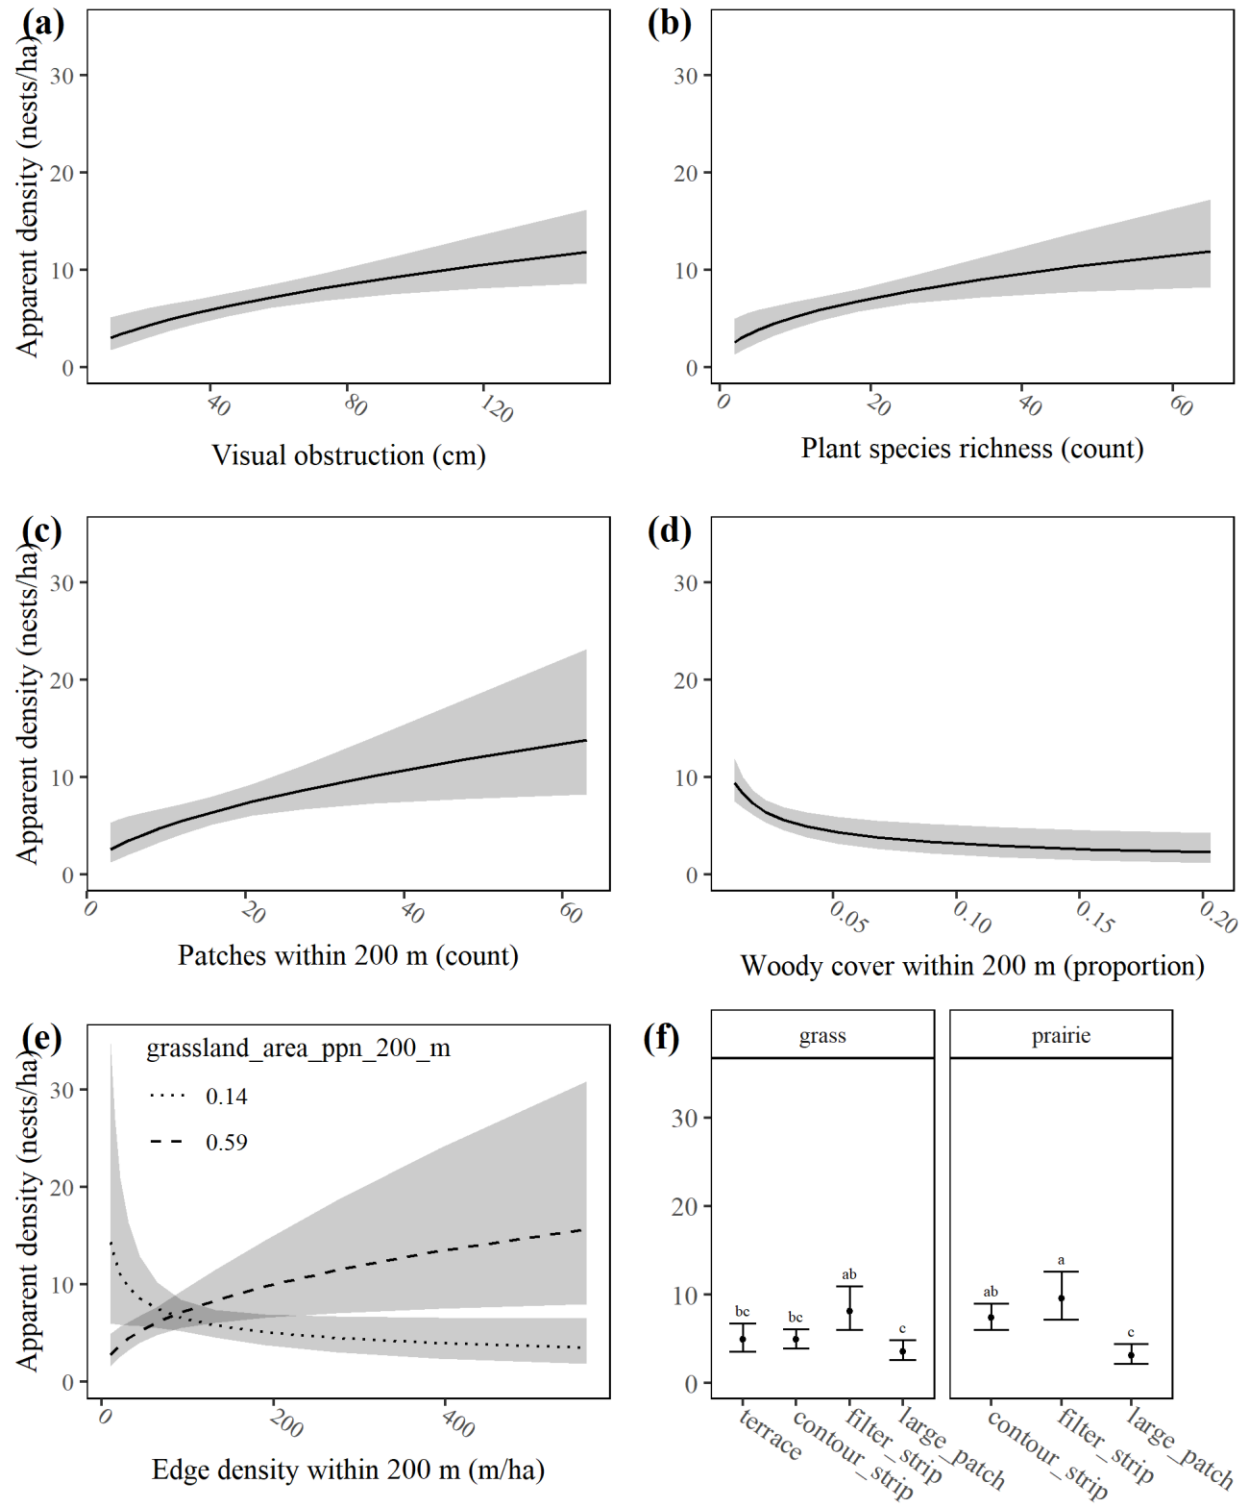 (a)
Apparent density (nests/ha)
30
20
10
0
40
80
120
Visual obstruction (cm)
(b)
30
20
10
0
0
20
40
60
Plant species richness (count)
(c)
Apparent density (nests/ha)
30
20
10
0
0
20
40
60
Patches within 200 m (count)
(d)
30
20
10
0
0.05
0.10
0.15
0.20
Woody cover within 200 m (proportion)
(e)
Apparent density (nests/ha)
grassland_area_ppn_200_m
0.14
0.59
30
20
10
0
0
200
400
Edge density within 200 m (m/ha)
(f)
grass
prairie
30
20
10
0
bc
bc
ab
c
ab
a
c
terrace
contour_strip
filter_strip
large_patch
contour_strip
filter_strip
large_patch